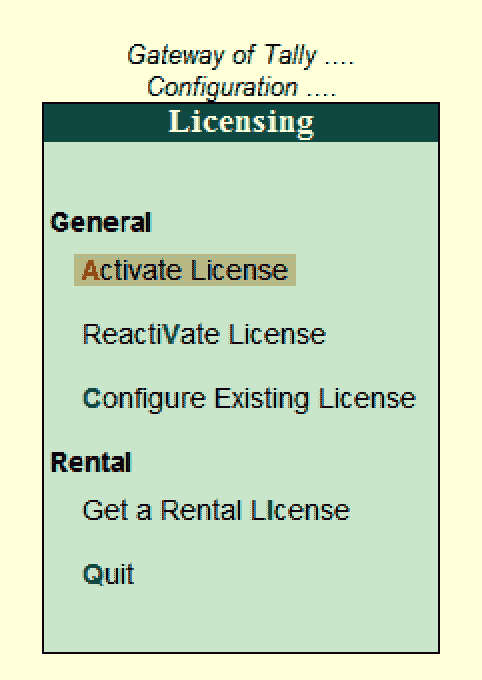 Gateway of Tally ....
Configuration ....
Licensing
General
Activate License
ReactiVate License
Configure Existing License
Rental
Get a Rental LIcense
Quit